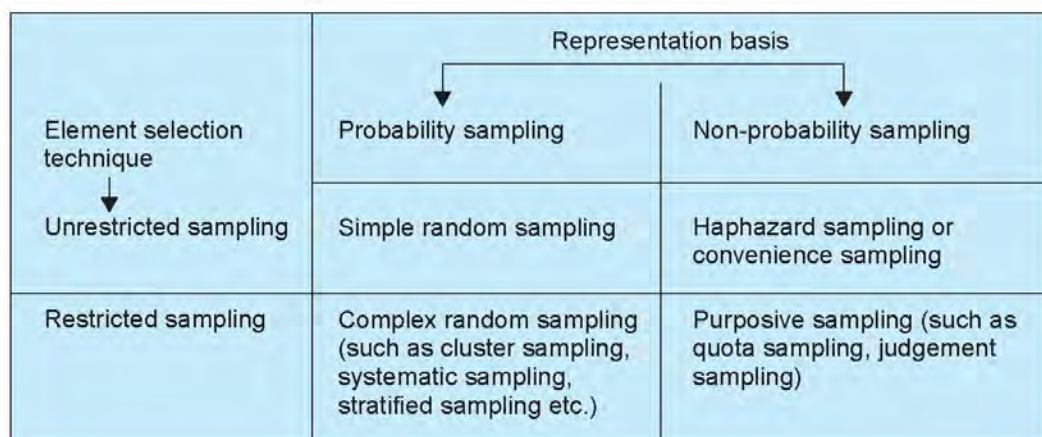 Representation basis
Element selection
technique
Probability sampling
Non-probability sampling
Unrestricted sampling
Simple random sampling
Haphazard sampling or
convenience sampling
Restricted sampling
Complex random sampling
(such as cluster sampling,
systematic sampling,
stratified sampling etc.)
Purposive sampling (such as
quota sampling, judgement
sampling)